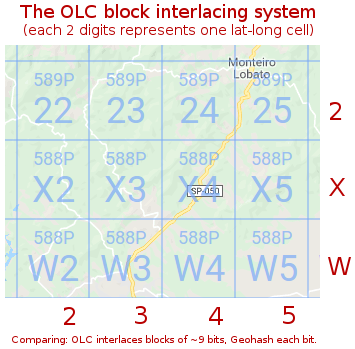 The OLC block interlacing system
(each 2 digits represents one lat-long cell)
Monteiro
Lobato
589P 589P 589P 589P
22 23 24 25 2
588P 588P 588P 588P
X2 X3 X4 X5 X
SP-050
588P 588P 588P 588P
W2 W3 W4 W5 W
2 3 4 5
Comparing: OLC interlaces blocks of ~9 bits, Geohash each bit.